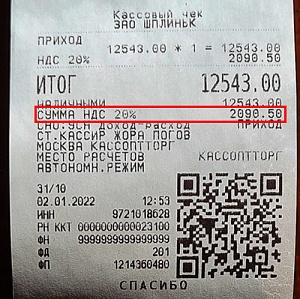 Кассовый чек
ЗАО ШПЛИНЬК
ПРИХОД
12543.00 * 1 = 12543.00
НДС 20% 2090.50
ИТОГ 12543.00
НАЛИЧНЫМИ 12543.00
СУММА НДС 20% 2090.50
СНО:УСН доход-расход ПРИХОД
СТ.КАССИР ЖОРА ПОГОВ
МОСКВА КАССОПТТОРГ
МЕСТО РАСЧЕТОВ КАССОПТТОРГ
АВТОНОМН.РЕЖИМ
31/10
02.01.2022 12:53
ИНН 9721018628
РН ККТ 0000000000023100
ФН 9999999999999999
ФД 201
ФП 1214360480
СПАСИБО